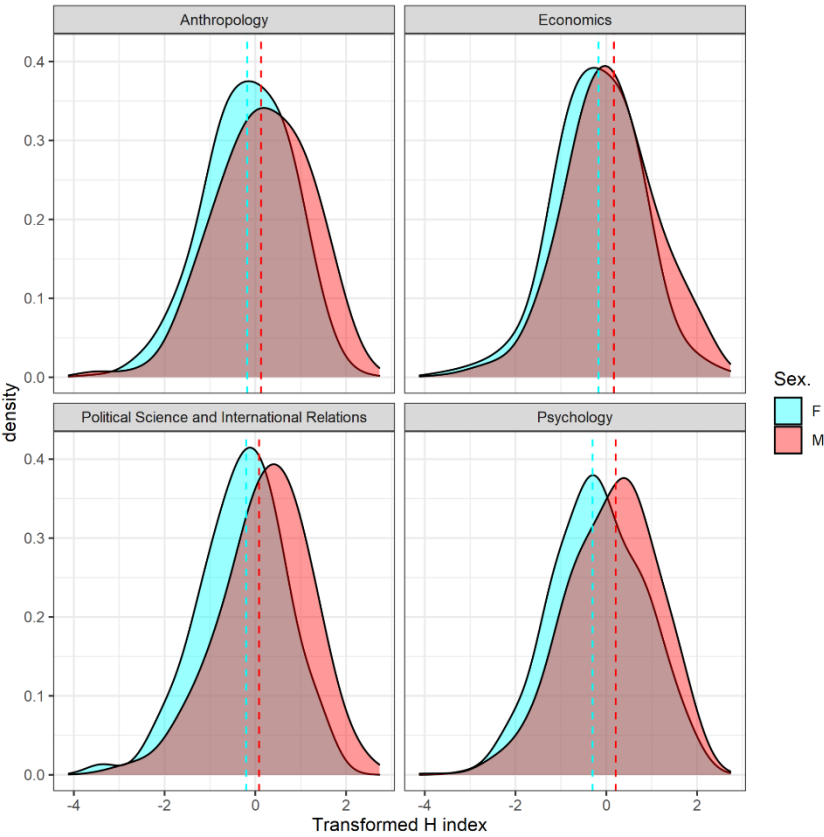 Anthropology
Economics
0.4
0.3
0.2
0.1
0.0
Political Science and International Relations
Psychology
0.4
0.3
0.2
0.1
0.0
density
-4
-2
0
2
-4
-2
0
2
Transformed H index
Sex.
F
M